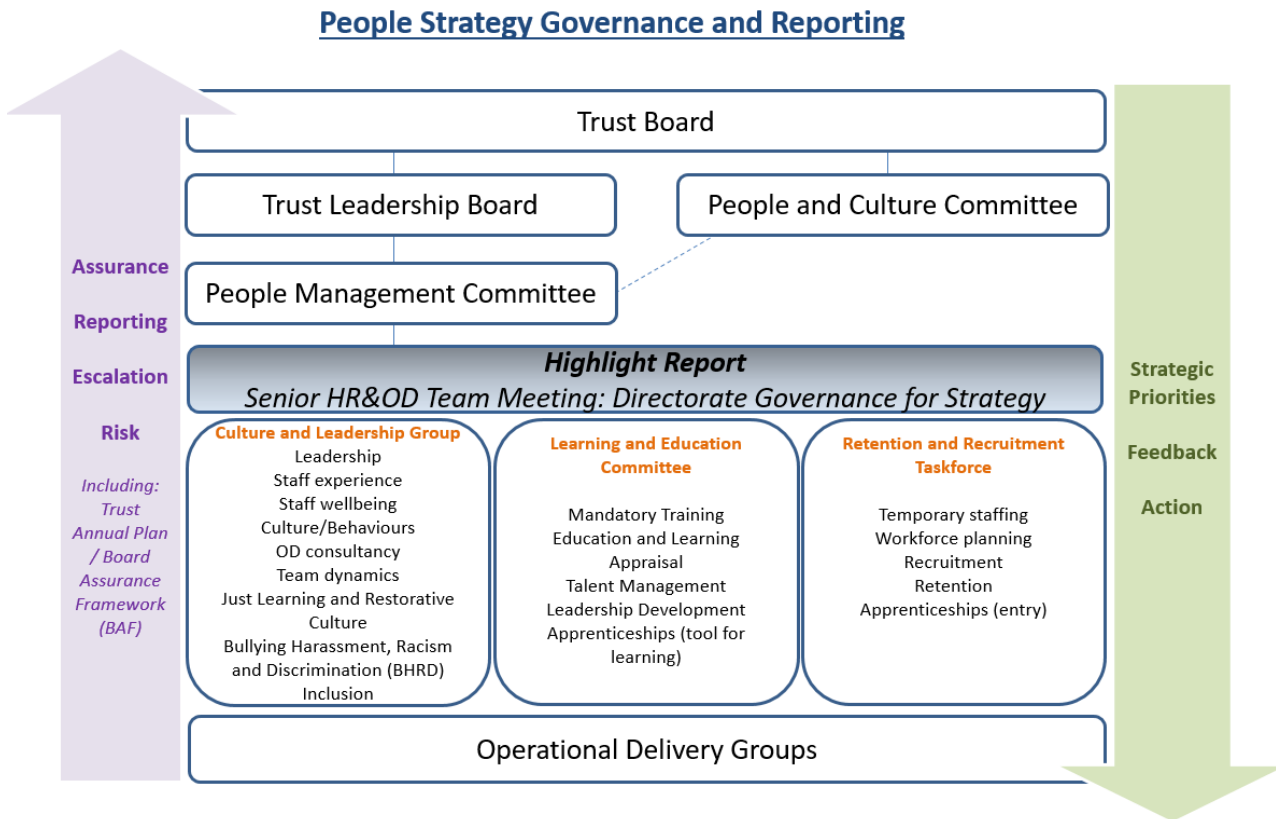 People Strategy Governance and Reporting
Trust Board
Trust Leadership Board
People and Culture Committee
People Management Committee
Highlight Report
Senior HR&OD Team Meeting: Directorate Governance for Strategy
Culture and Leadership Group
Leadership
Staff experience
Staff wellbeing
Culture/Behaviours
OD consultancy
Team dynamics
Just Learning and Restorative
Culture
Bullying Harassment, Racism
and Discrimination (BHRD)
Inclusion
Learning and Education
Committee
Mandatory Training
Education and Learning
Appraisal
Talent Management
Leadership Development
Apprenticeships (tool for
learning)
Retention and Recruitment
Taskforce
Temporary staffing
Workforce planning
Recruitment
Retention
Apprenticeships (entry)
Operational Delivery Groups
Assurance
Reporting
Escalation
Risk
Including:
Trust
Annual Plan
/ Board
Assurance
Framework
(BAF)
Strategic
Priorities
Feedback
Action